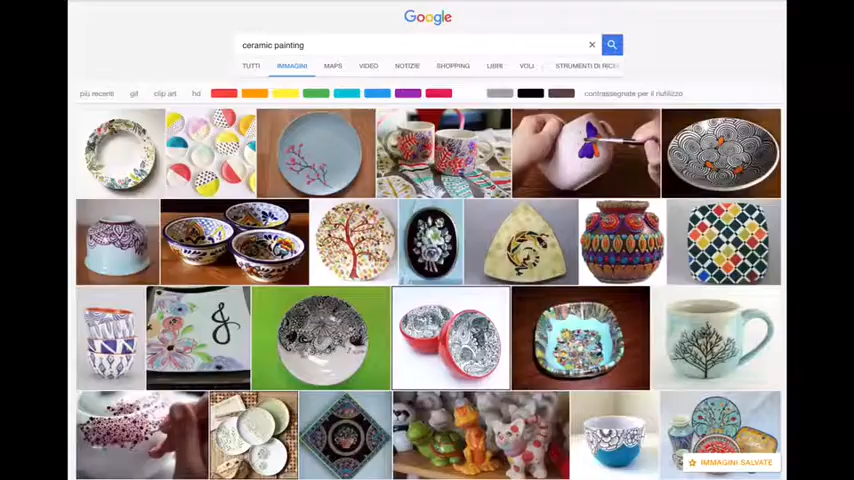 Google
ceramic painting
TUTTI IMMAGINI MAPS VIDEO NOTIZIE SHOPPING LIBRI VOLI STRUMENTI DI RICE
più recenti gif clip art hd contrassegnate per il riutilizzo
IMMAGINI SALVATE